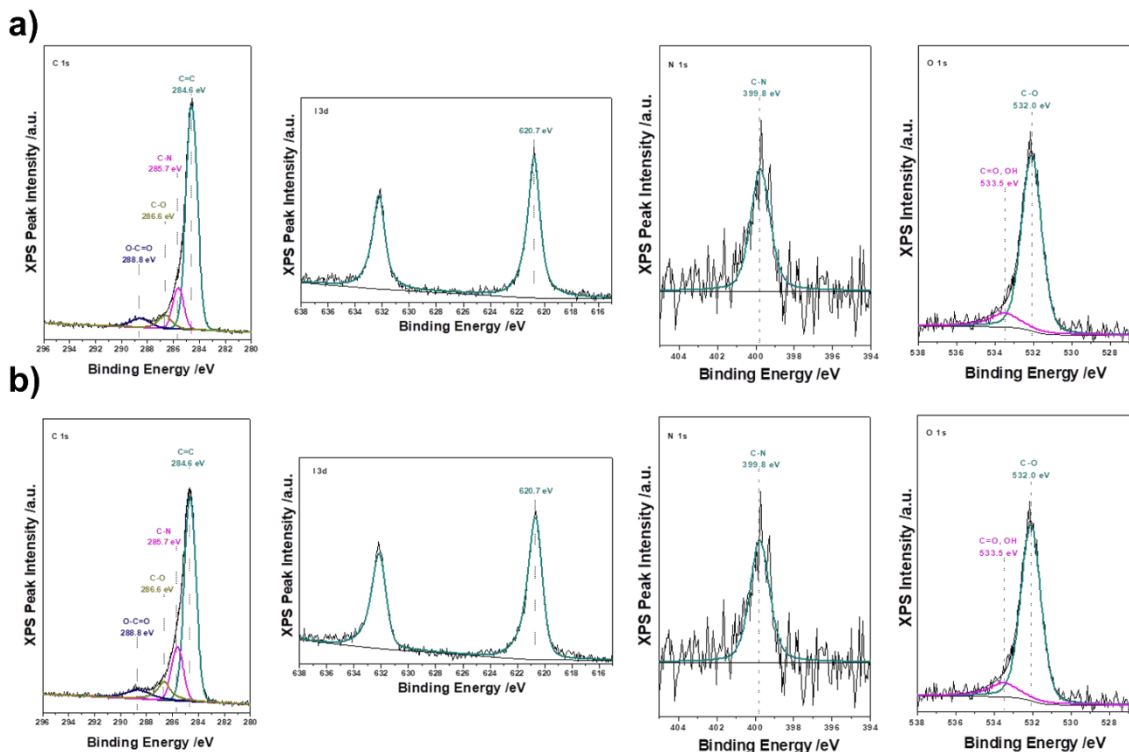 a)
XPS Peak Intensity /a.u.
C 1s
C=C
284.6 eV
C-N
285.7 eV
C-O
286.6 eV
O-C=O
288.8 eV
296 294 292 290 288 286 284 282 280
Binding Energy /eV
XPS Peak Intensity /a.u.
I3d
620.7 eV
638 636 634 632 630 628 626 624 622 620 618 616
Binding Energy /eV
XPS Peak Intensity /a.u.
N 1s
C-N
399.8 eV
404 402 400 398 396 394
Binding Energy /eV
XPS Peak Intensity /a.u.
O 1s
C-O
532.0 eV
C=O, OH
533.5 eV
538 536 534 532 530 528
Binding Energy /eV
b)
XPS Peak Intensity /a.u.
C 1s
C=C
284.6 eV
C-N
285.7 eV
C-O
286.6 eV
O-C=O
288.8 eV
296 294 292 290 288 286 284 282 280
Binding Energy /eV
XPS Peak Intensity /a.u.
I3d
620.7 eV
638 636 634 632 630 628 626 624 622 620 618 616
Binding Energy /eV
XPS Peak Intensity /a.u.
N 1s
C-N
399.8 eV
404 402 400 398 396 394
Binding Energy /eV
XPS Intensity /a.u.
O 1s
C-O
532.0 eV
C=O, OH
533.5 eV
538 536 534 532 530 528
Binding Energy /eV